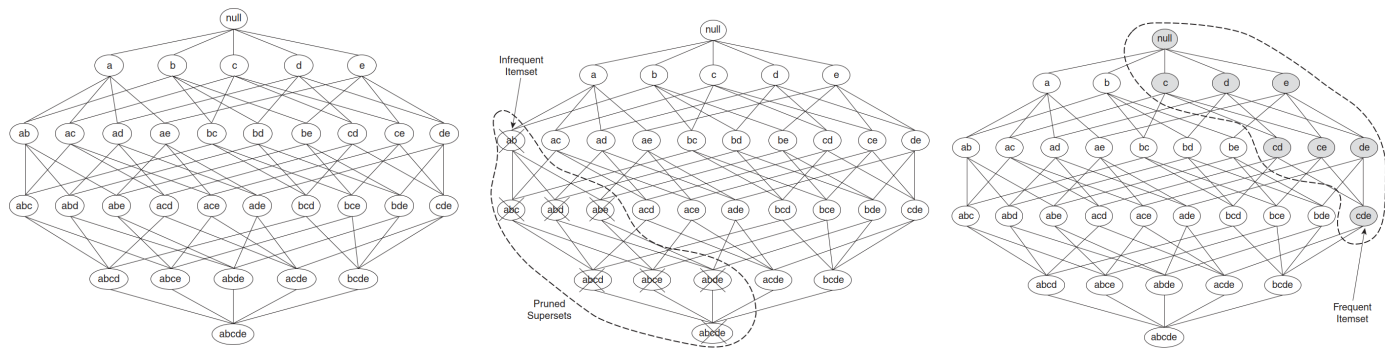 null
a b c d e
ab ac ad ae bc bd be cd ce de
abc abd abe acd ace ade bcd bce bde cde
abcd abce abde acde bcde
abcde
null
Infrequent
Itemset
a b c d e
ab ac ad ae bc bd be cd ce de
abc abd abe acd ace ade bcd bce bde cde
abcd abce abde acde bcde
Pruned
Supersets
abcde
null
a b c d e
ab ac ad ae bc bd be cd ce de
abc abd abe acd ace ade bcd bce bde cde
abcd abce abde acde bcde
Frequent
Itemset
abcde